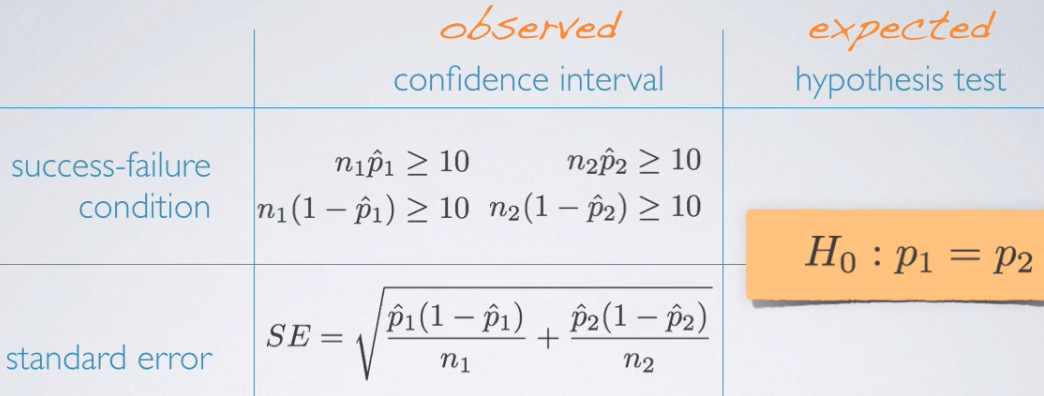 observed expected
confidence interval hypothesis test
success-failure condition
n₁p̂₁ ≥ 10 n₂p̂₂ ≥ 10
n₁(1 − p̂₁) ≥ 10 n₂(1 − p̂₂) ≥ 10
H₀ : p₁ = p₂
standard error
SE = √(p̂₁(1 − p̂₁)/n₁ + p̂₂(1 − p̂₂)/n₂)